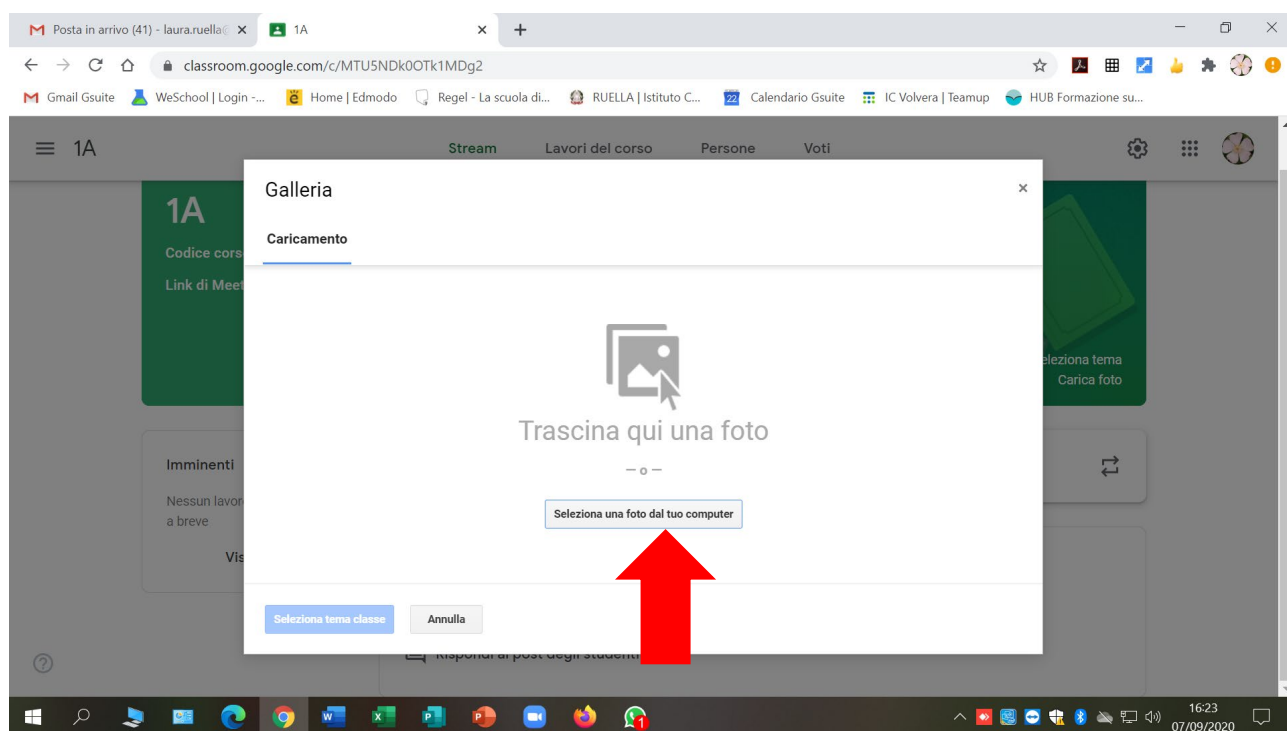 Posta in arrivo (41) - laura.ruella@
1A
classroom.google.com/c/MTU5NDk0OTk1MDg2
Gmail Gsuite
WeSchool | Login -...
Home | Edmodo
Regel - La scuola di...
RUELLA | Istituto C...
22
Calendario Gsuite
IC Volvera | Teamup
HUB Formazione su...
1A
Stream
Lavori del corso
Persone
Voti
Galleria
×
Caricamento
1A
Codice cors
Link di Meet
Trascina qui una foto
– o –
Seleziona una foto dal tuo computer
eleziona tema
Carica foto
Imminenti
Nessun lavor
a breve
Vis
Seleziona tema classe
Annulla
Rispondi ai post degli studenti
16:23
07/09/2020